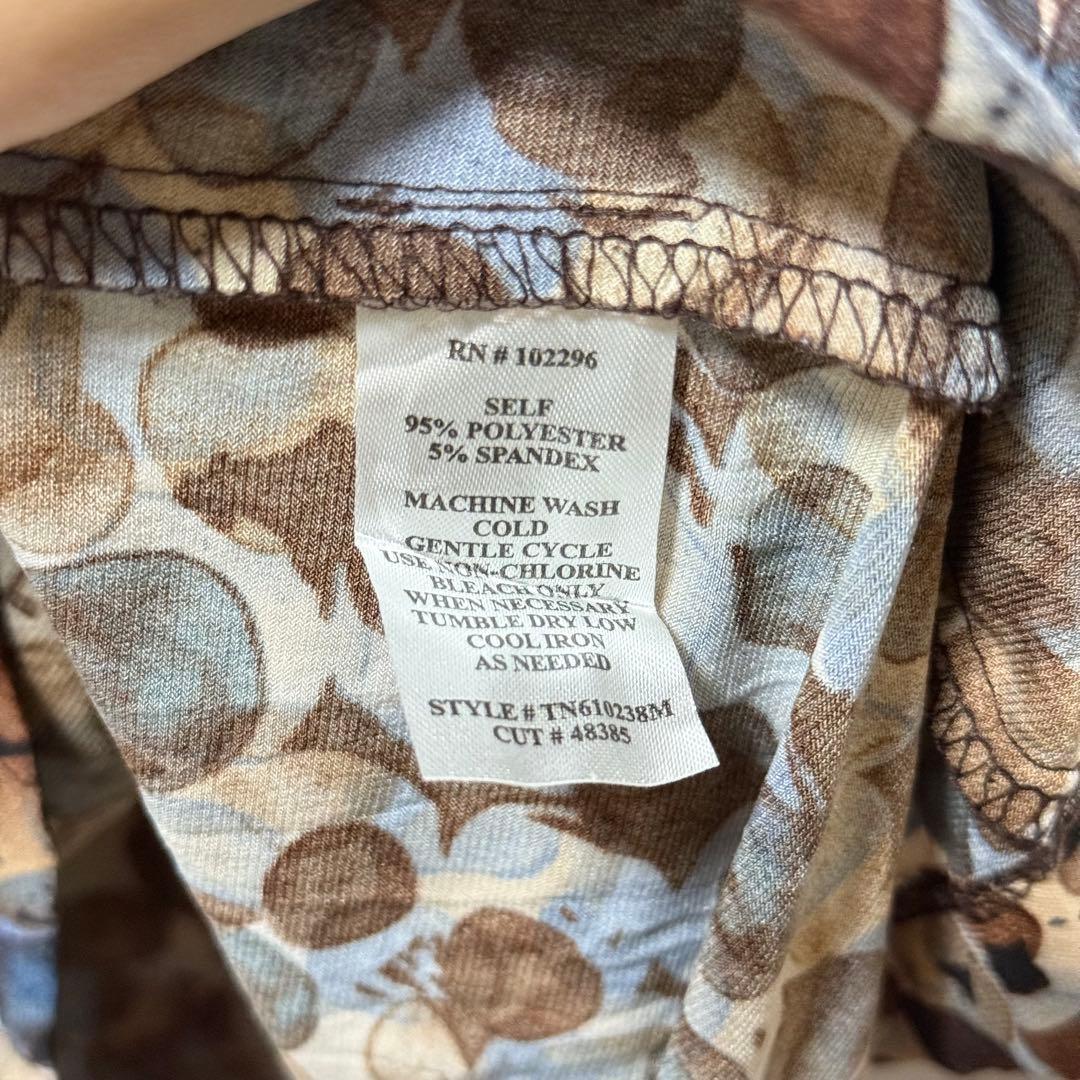 RN # 102296
SELF
95% POLYESTER
5% SPANDEX
MACHINE WASH
COLD
GENTLE CYCLE
USE NON-CHLORINE
BLEACH ONLY
WHEN NECESSARY
TUMBLE DRY LOW
COOL IRON
AS NEEDED
STYLE # TN610238M
CUT # 48385